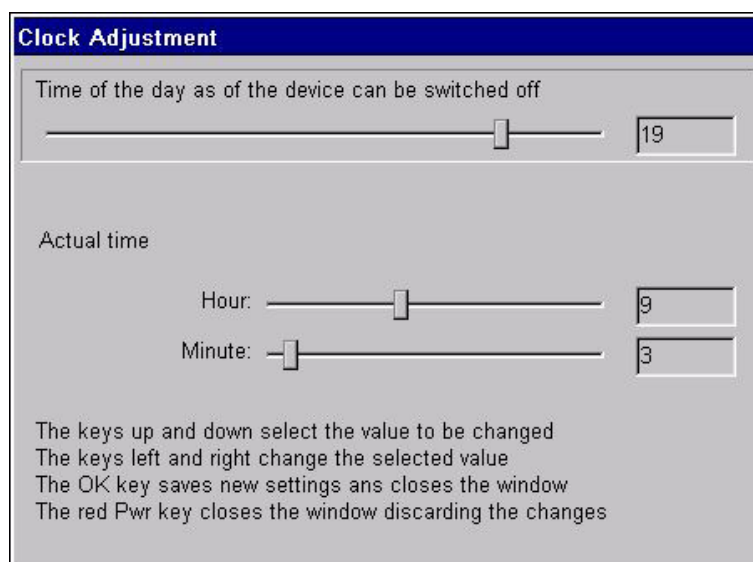 Clock Adjustment
Time of the day as of the device can be switched off
19
Actual time
Hour: 9
Minute: 3
The keys up and down select the value to be changed
The keys left and right change the selected value
The OK key saves new settings ans closes the window
The red Pwr key closes the window discarding the changes